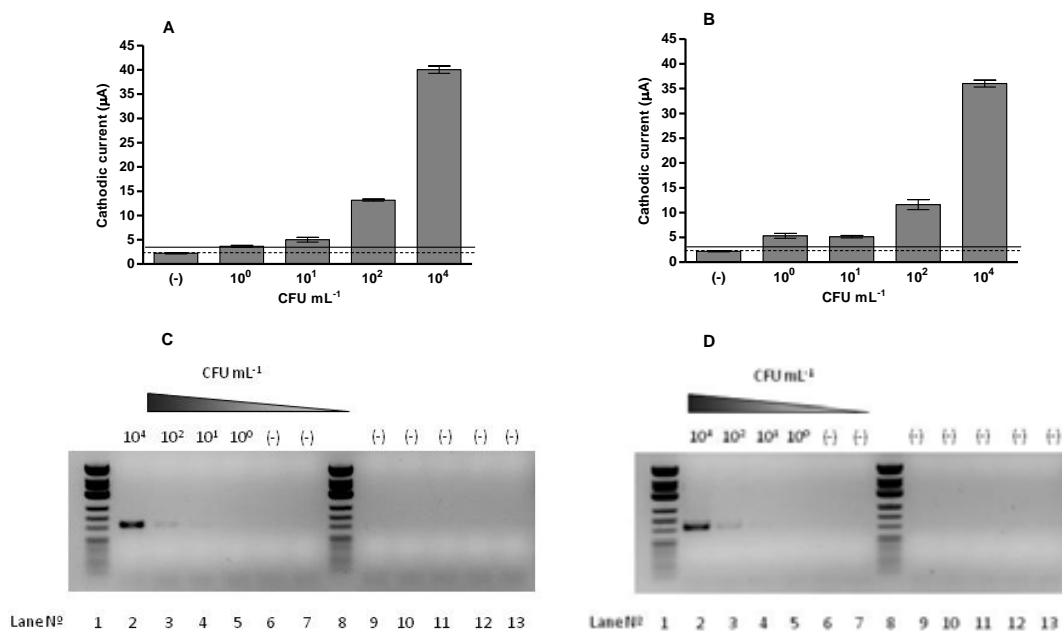 A
Cathodic current (µA)
45
40
35
30
25
20
15
10
5
0
(-) 10⁰ 10¹ 10² 10⁴
CFU mL⁻¹
B
Cathodic current (µA)
45
40
35
30
25
20
15
10
5
0
(-) 10⁰ 10¹ 10² 10⁴
CFU mL⁻¹
C
CFU mL⁻¹
10⁴ 10² 10¹ 10⁰ (-) (-) (-) (-) (-) (-) (-)
Lane Nº 1 2 3 4 5 6 7 8 9 10 11 12 13
D
CFU mL⁻¹
10⁴ 10² 10¹ 10⁰ (-) (-) (-) (-) (-) (-) (-)
Lane Nº 1 2 3 4 5 6 7 8 9 10 11 12 13